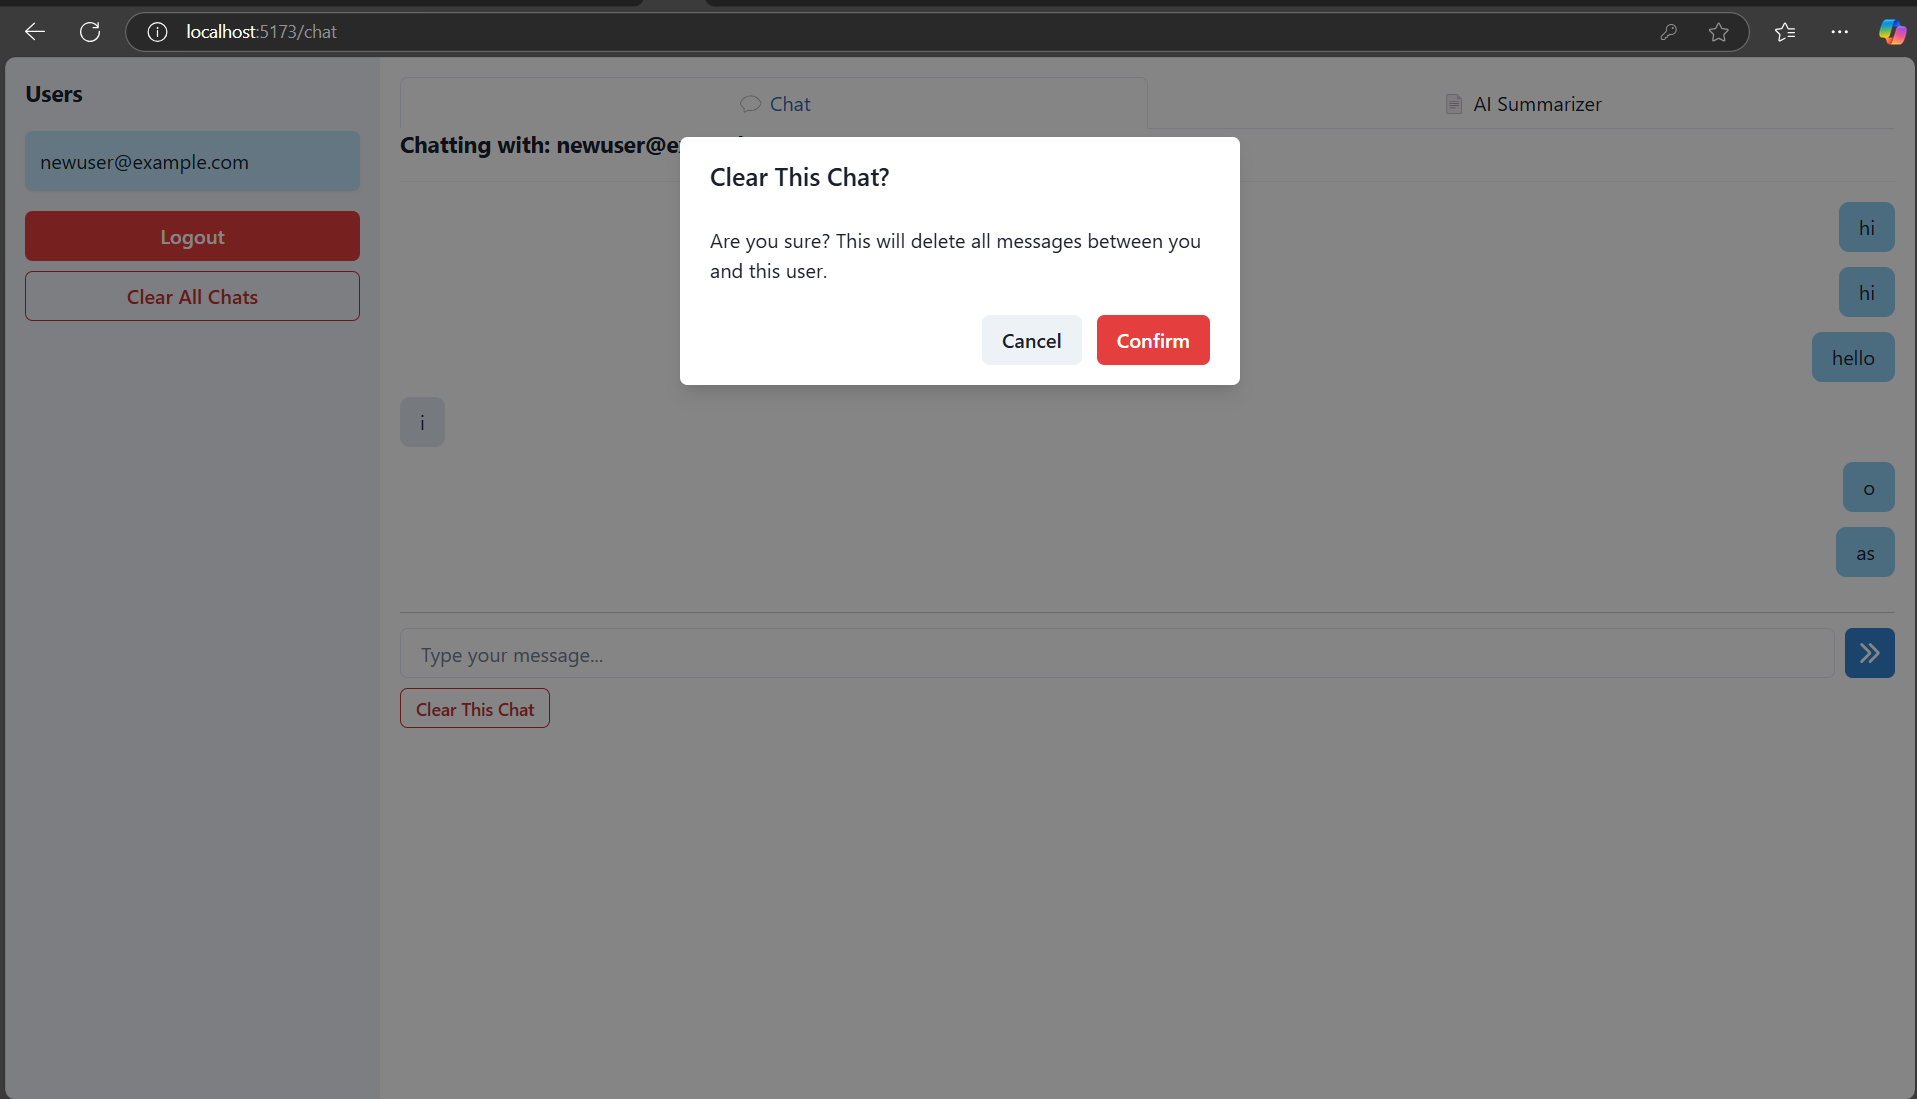 localhost:5173/chat
Users
newuser@example.com
Logout
Clear All Chats
Chat
AI Summarizer
Chatting with: newuser@e
Clear This Chat?
Are you sure? This will delete all messages between you
and this user.
Cancel
Confirm
hi
hi
hello
i
o
as
Type your message...
Clear This Chat